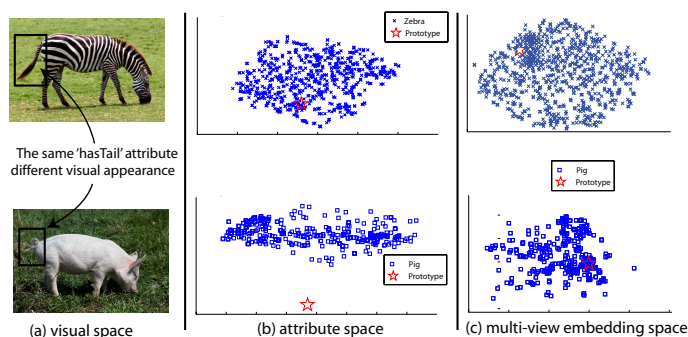 Zebra
Prototype
The same 'hasTail' attribute
different visual appearance
Pig
Prototype
Pig
Prototype
(a) visual space
(b) attribute space
(c) multi-view embedding space